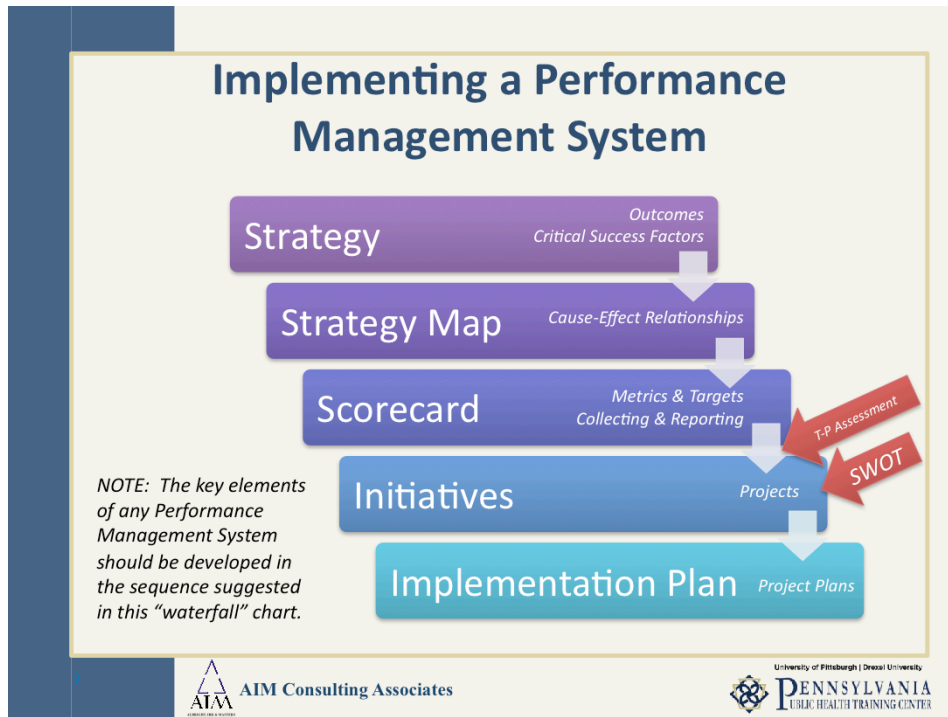 Implementing a Performance
Management System
Strategy
Outcomes
Critical Success Factors
Strategy Map
Cause-Effect Relationships
Scorecard
Metrics & Targets
Collecting & Reporting
T-P Assessment
SWOT
Initiatives
Projects
Implementation Plan
Project Plans
NOTE: The key elements
of any Performance
Management System
should be developed in
the sequence suggested
in this “waterfall” chart.
AIM
AIM Consulting Associates
University of Pittsburgh | Drexel University
PENNSYLVANIA
PUBLIC HEALTH TRAINING CENTER